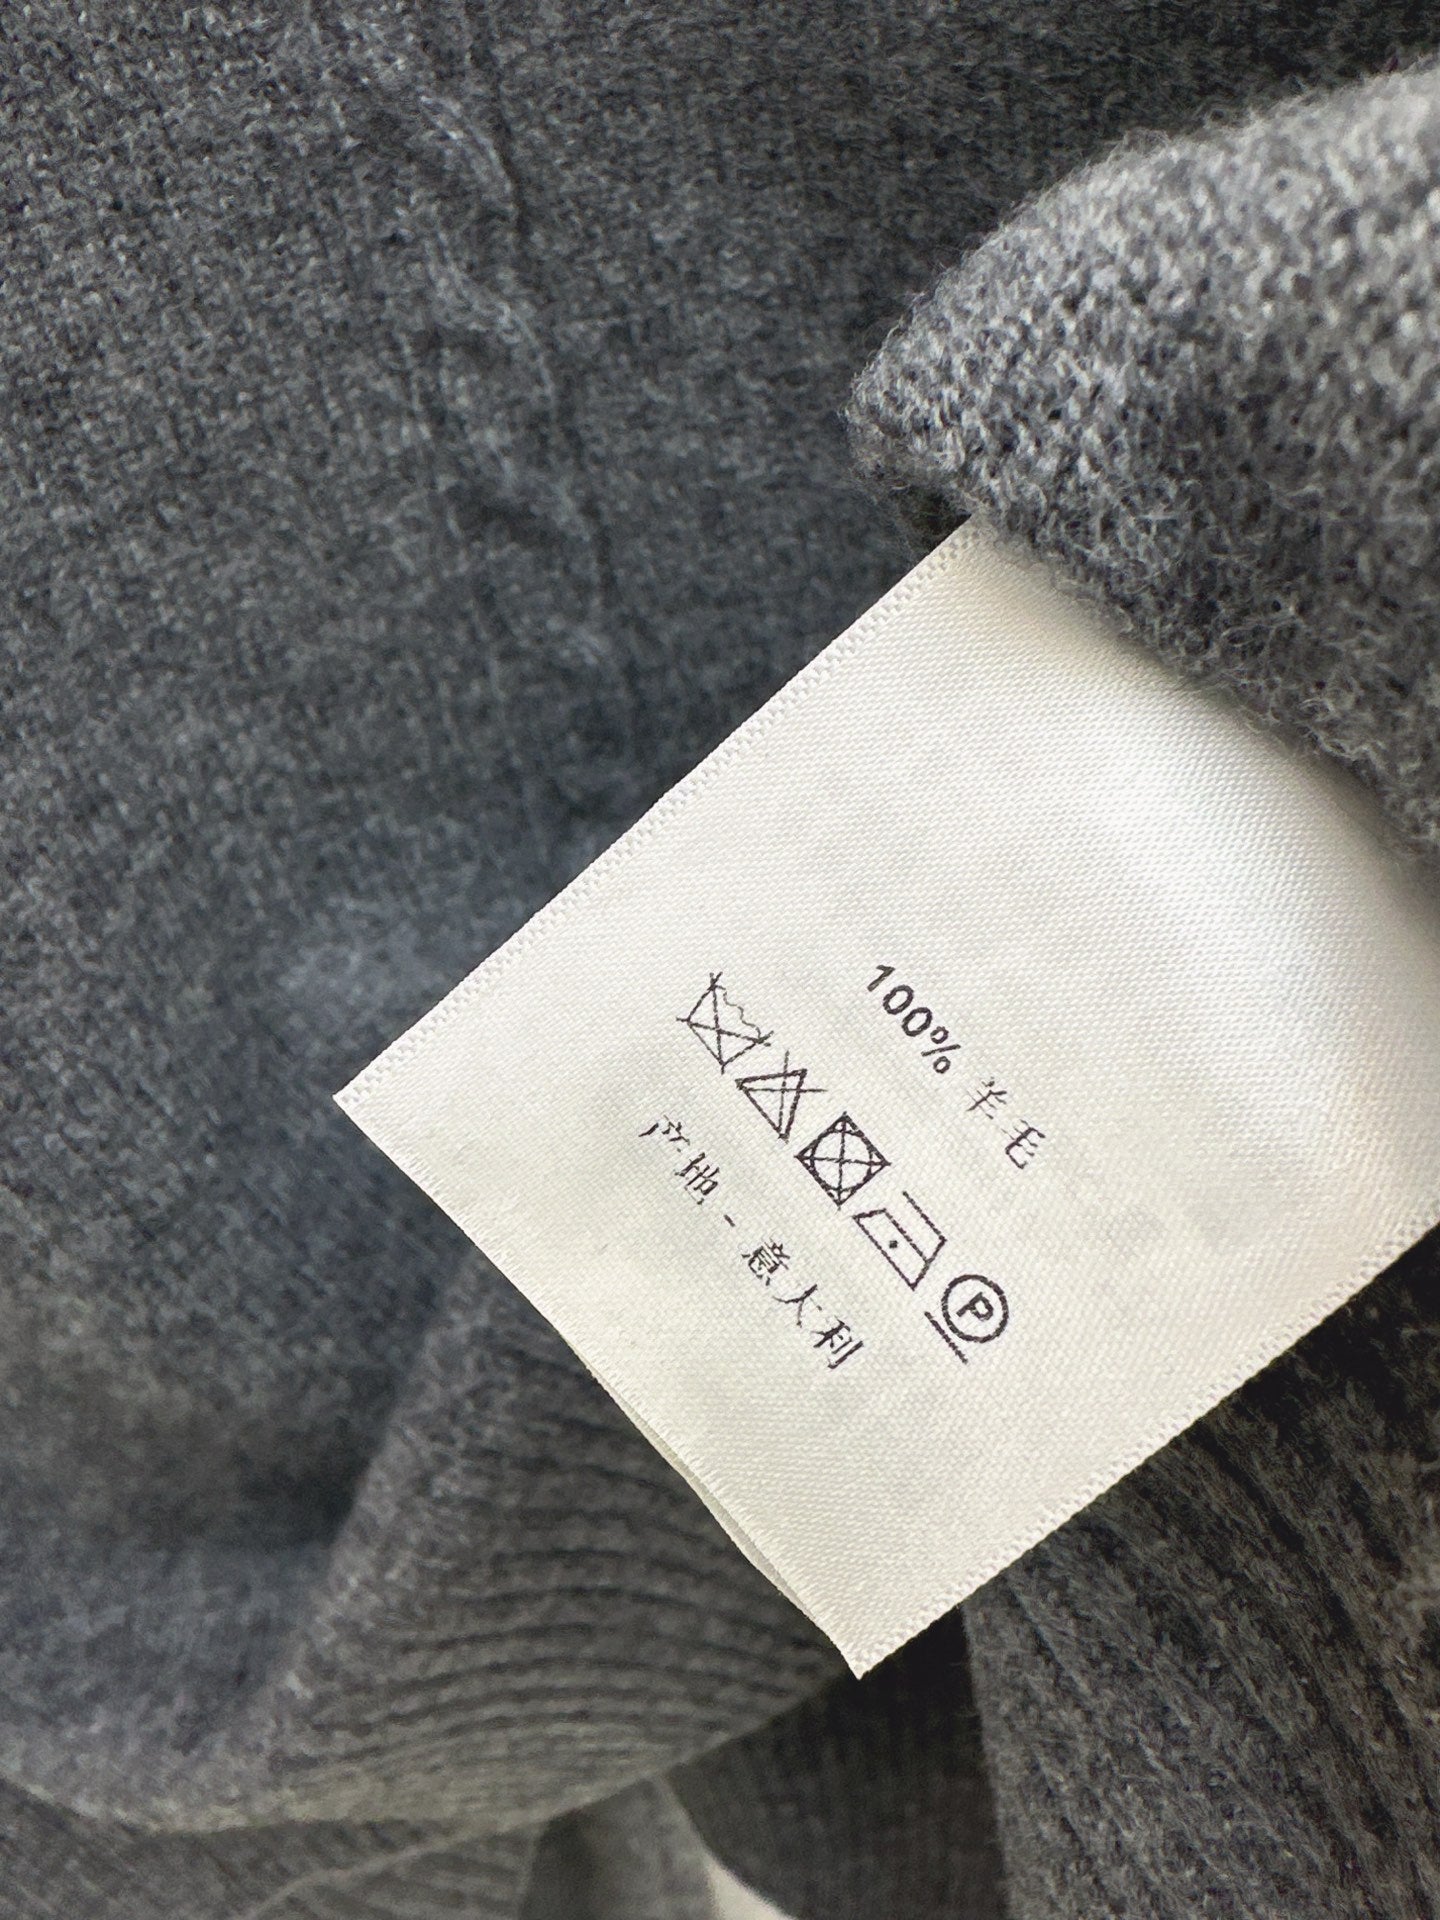 100% 羊毛
P
产地 - 意大利